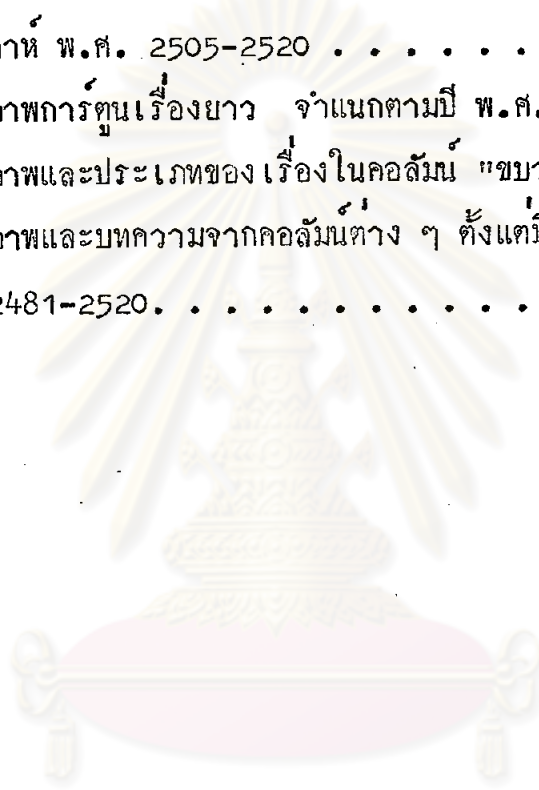 าห์ พ.ศ. 2505-2520 . . . . . . .
าพการ์ตูนเรื่องยาว จำแนกตามปี พ.ศ.
าพและประเภทของเรื่องในคอลัมน์ "ขบว
าพและบทความจากคอลัมน์ต่าง ๆ ตั้งแต่ปี
2481-2520. . . . . . . . . . . . .